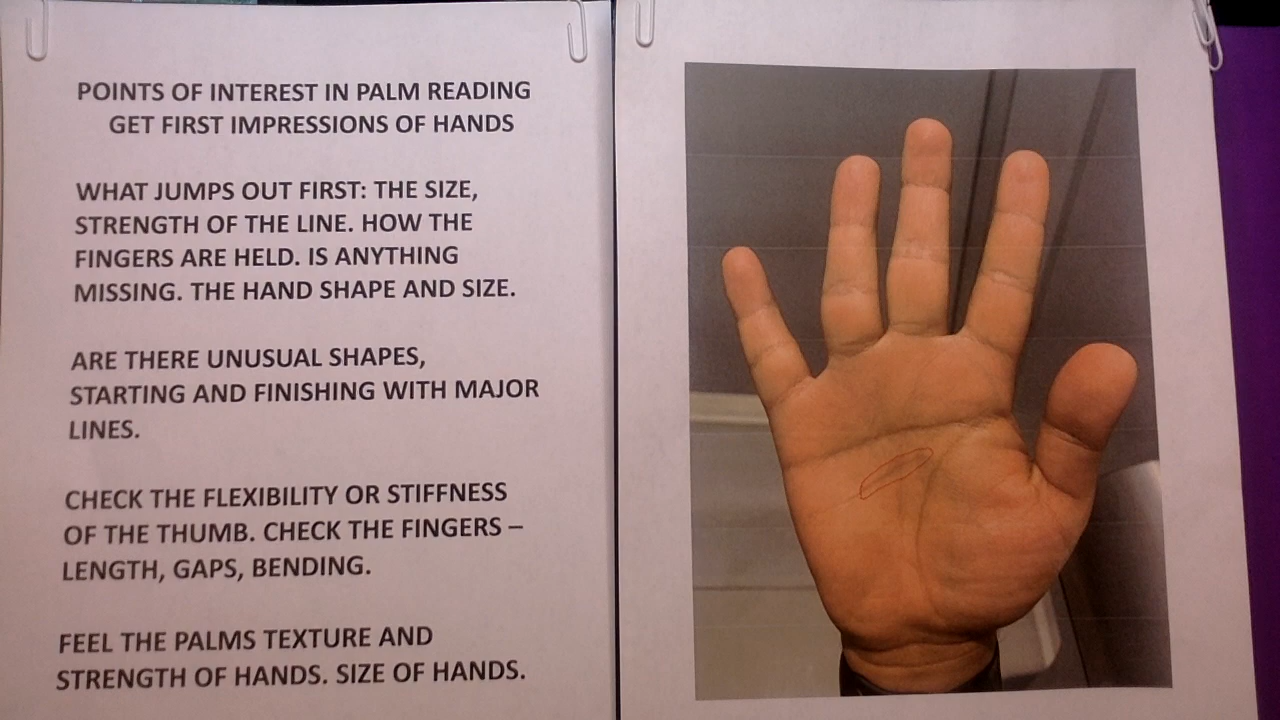 POINTS OF INTEREST IN PALM READING
GET FIRST IMPRESSIONS OF HANDS
WHAT JUMPS OUT FIRST: THE SIZE,
STRENGTH OF THE LINE. HOW THE
FINGERS ARE HELD. IS ANYTHING
MISSING. THE HAND SHAPE AND SIZE.
ARE THERE UNUSUAL SHAPES,
STARTING AND FINISHING WITH MAJOR
LINES.
CHECK THE FLEXIBILITY OR STIFFNESS
OF THE THUMB. CHECK THE FINGERS –
LENGTH, GAPS, BENDING.
FEEL THE PALMS TEXTURE AND
STRENGTH OF HANDS. SIZE OF HANDS.